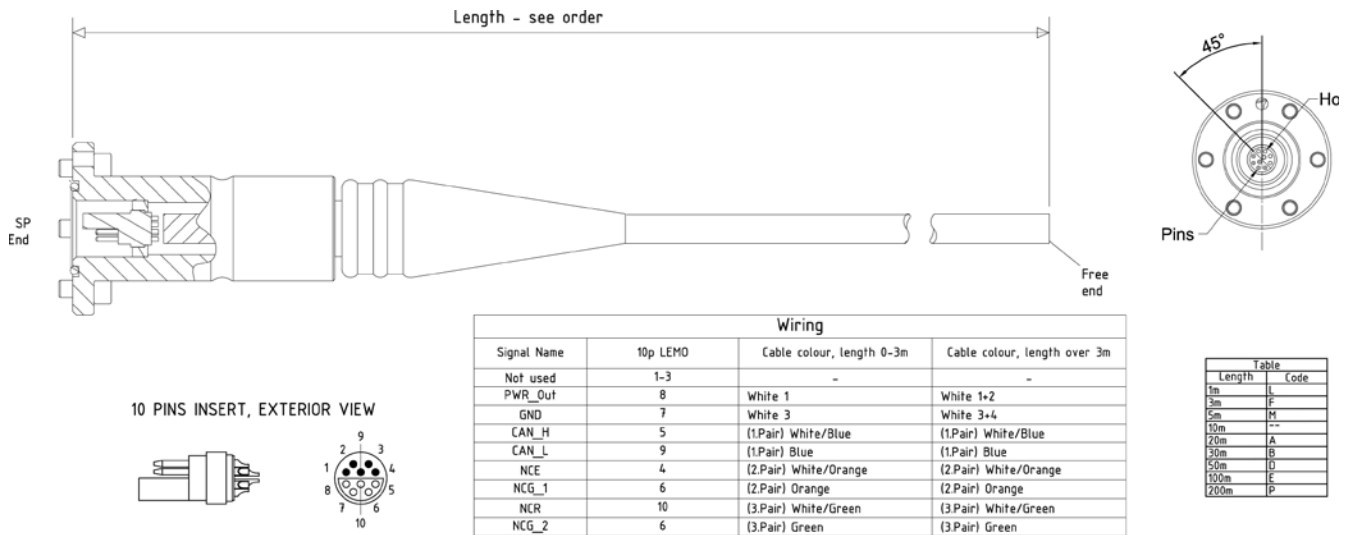 Length - see order
45°
Ho
Pins
SP
End
Free
end
10 PINS INSERT, EXTERIOR VIEW
9
2 3
1 4
8 5
7 6
10
Wiring
Signal Name 10p LEMO Cable colour, length 0-3m Cable colour, length over 3m
Not used 1-3 - -
PWR_Out 8 White 1 White 1+2
GND 7 White 3 White 3+4
CAN_H 5 (1.Pair) White/Blue (1.Pair) White/Blue
CAN_L 9 (1.Pair) Blue (1.Pair) Blue
NCE 4 (2.Pair) White/Orange (2.Pair) White/Orange
NCG_1 6 (2.Pair) Orange (2.Pair) Orange
NCR 10 (3.Pair) White/Green (3.Pair) White/Green
NCG_2 6 (3.Pair) Green (3.Pair) Green
Table
Length Code
1m L
3m F
5m M
10m --
20m A
30m B
50m D
100m E
200m P